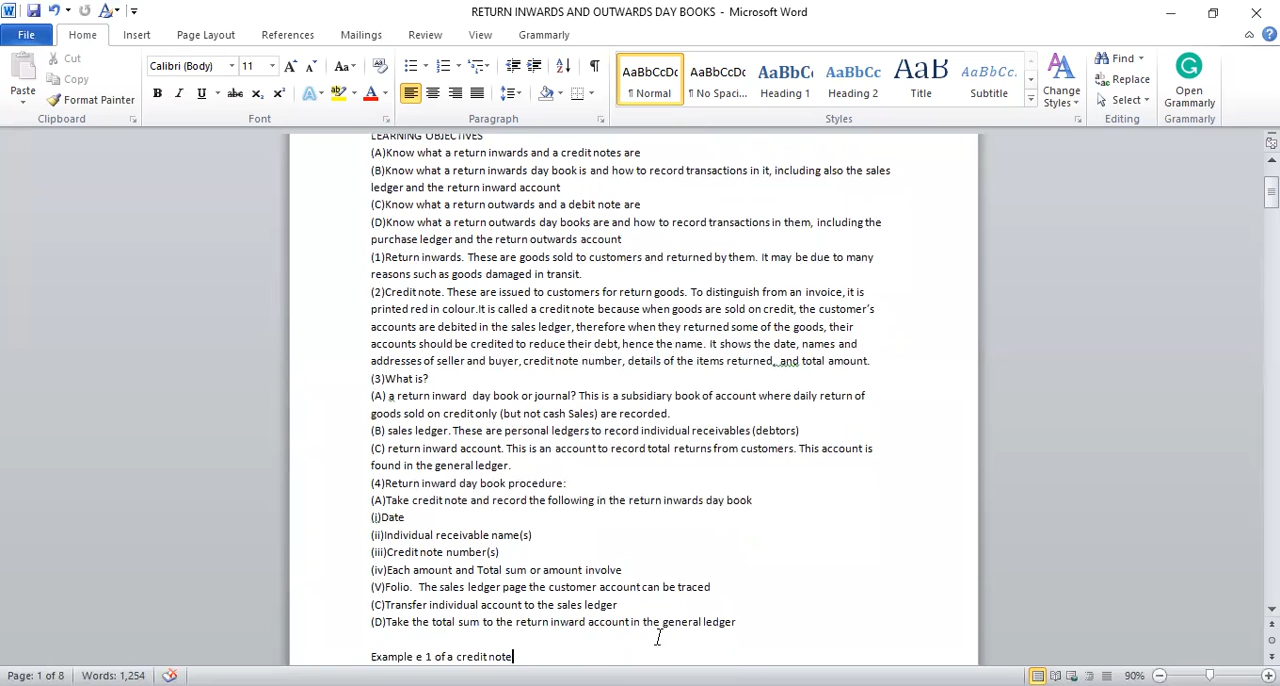 RETURN INWARDS AND OUTWARDS DAY BOOKS - Microsoft Word
File Home Insert Page Layout References Mailings Review View Grammarly
Paste Cut Copy Format Painter Clipboard
Calibri (Body) 11 Font
Paragraph
AaBbCcDc AaBbCcDc AaBbC AaBbCc AaB AaBbCc.
¶ Normal ¶ No Spaci... Heading 1 Heading 2 Title Subtitle
Styles
Change Styles
Find Replace Select Editing
Open Grammarly Grammarly
LEARNING OBJECTIVES
(A)Know what a return inwards and a credit notes are
(B)Know what a return inwards day book is and how to record transactions in it, including also the sales
ledger and the return inward account
(C)Know what a return outwards and a debit note are
(D)Know what a return outwards day books are and how to record transactions in them, including the
purchase ledger and the return outwards account
(1)Return inwards. These are goods sold to customers and returned by them. It may be due to many
reasons such as goods damaged in transit.
(2)Credit note. These are issued to customers for return goods. To distinguish from an invoice, it is
printed red in colour.It is called a credit note because when goods are sold on credit, the customer's
accounts are debited in the sales ledger, therefore when they returned some of the goods, their
accounts should be credited to reduce their debt, hence the name. It shows the date, names and
addresses of seller and buyer, credit note number, details of the items returned, and total amount.
(3)What is?
(A) a return inward day book or journal? This is a subsidiary book of account where daily return of
goods sold on credit only (but not cash Sales) are recorded.
(B) sales ledger. These are personal ledgers to record individual receivables (debtors)
(C) return inward account. This is an account to record total returns from customers. This account is
found in the general ledger.
(4)Return inward day book procedure:
(A)Take credit note and record the following in the return inwards day book
(i)Date
(ii)Individual receivable name(s)
(iii)Credit note number(s)
(iv)Each amount and Total sum or amount involve
(V)Folio. The sales ledger page the customer account can be traced
(C)Transfer individual account to the sales ledger
(D)Take the total sum to the return inward account in the general ledger
Example e 1 of a credit note
Page: 1 of 8 Words: 1,254 90%